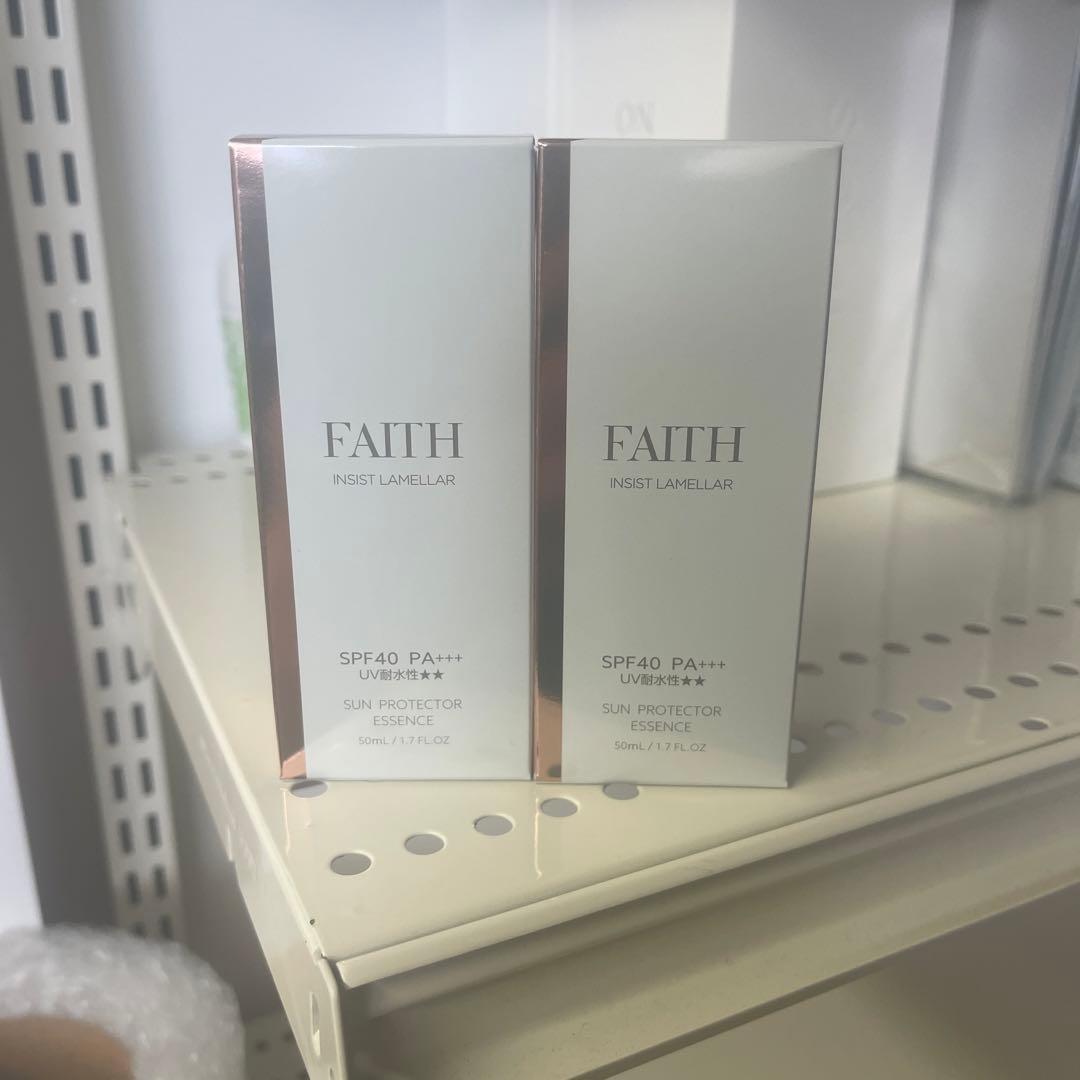 FAITH
INSIST LAMELLAR
SPF40 PA+++
UV耐水性★★
SUN PROTECTOR
ESSENCE
50mL / 1.7 FL.OZ
FAITH
INSIST LAMELLAR
SPF40 PA+++
UV耐水性★★
SUN PROTECTOR
ESSENCE
50mL / 1.7 FL.OZ